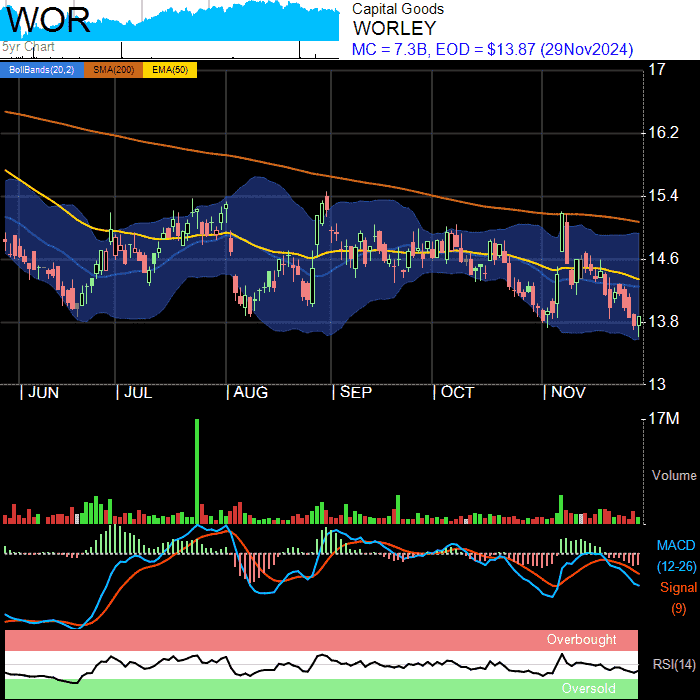 WOR
5yr Chart
Capital Goods
WORLEY
MC = 7.3B, EOD = $13.87 (29Nov2024)
BollBands(20,2) SMA(200) EMA(50)
17
16.2
15.4
14.6
13.8
13
JUN JUL AUG SEP OCT NOV
17M
Volume
MACD
(12-26)
Signal
(9)
Overbought
RSI(14)
Oversold